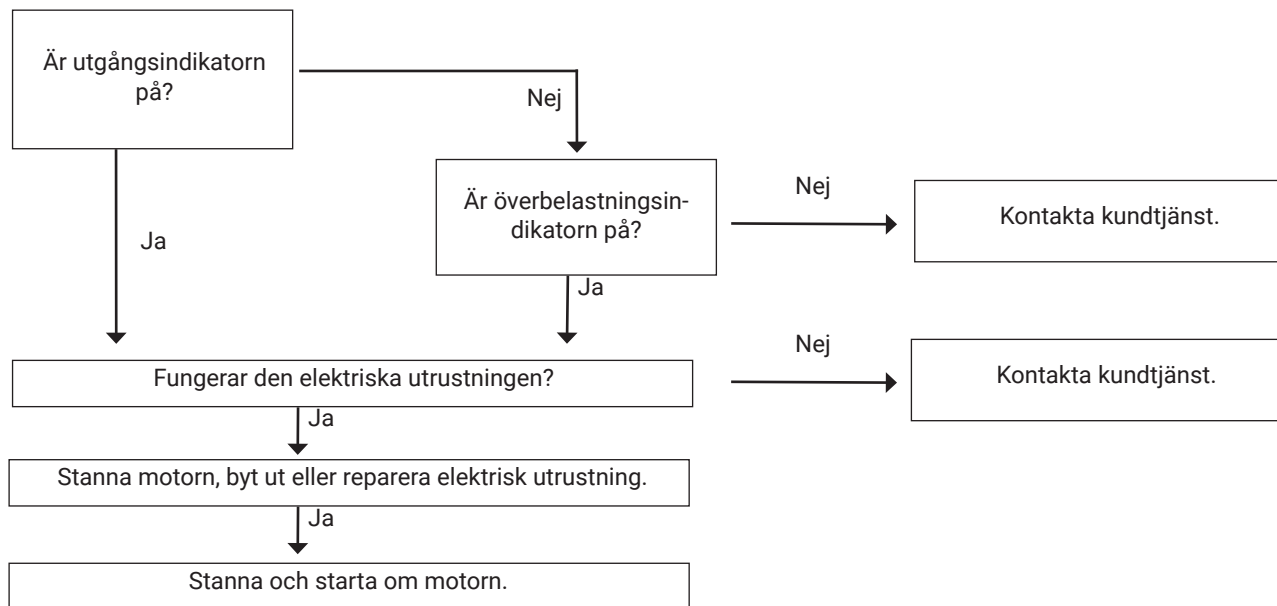 Är utgångsindikatorn
på?
Nej
Är överbelastningsin-
dikatorn på?
Nej
Kontakta kundtjänst.
Ja
Ja
Fungerar den elektriska utrustningen?
Nej
Kontakta kundtjänst.
Ja
Stanna motorn, byt ut eller reparera elektrisk utrustning.
Ja
Stanna och starta om motorn.